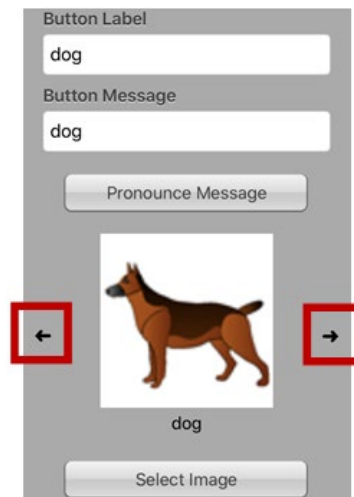 Button Label
dog
Button Message
dog
Pronounce Message
dog
Select Image